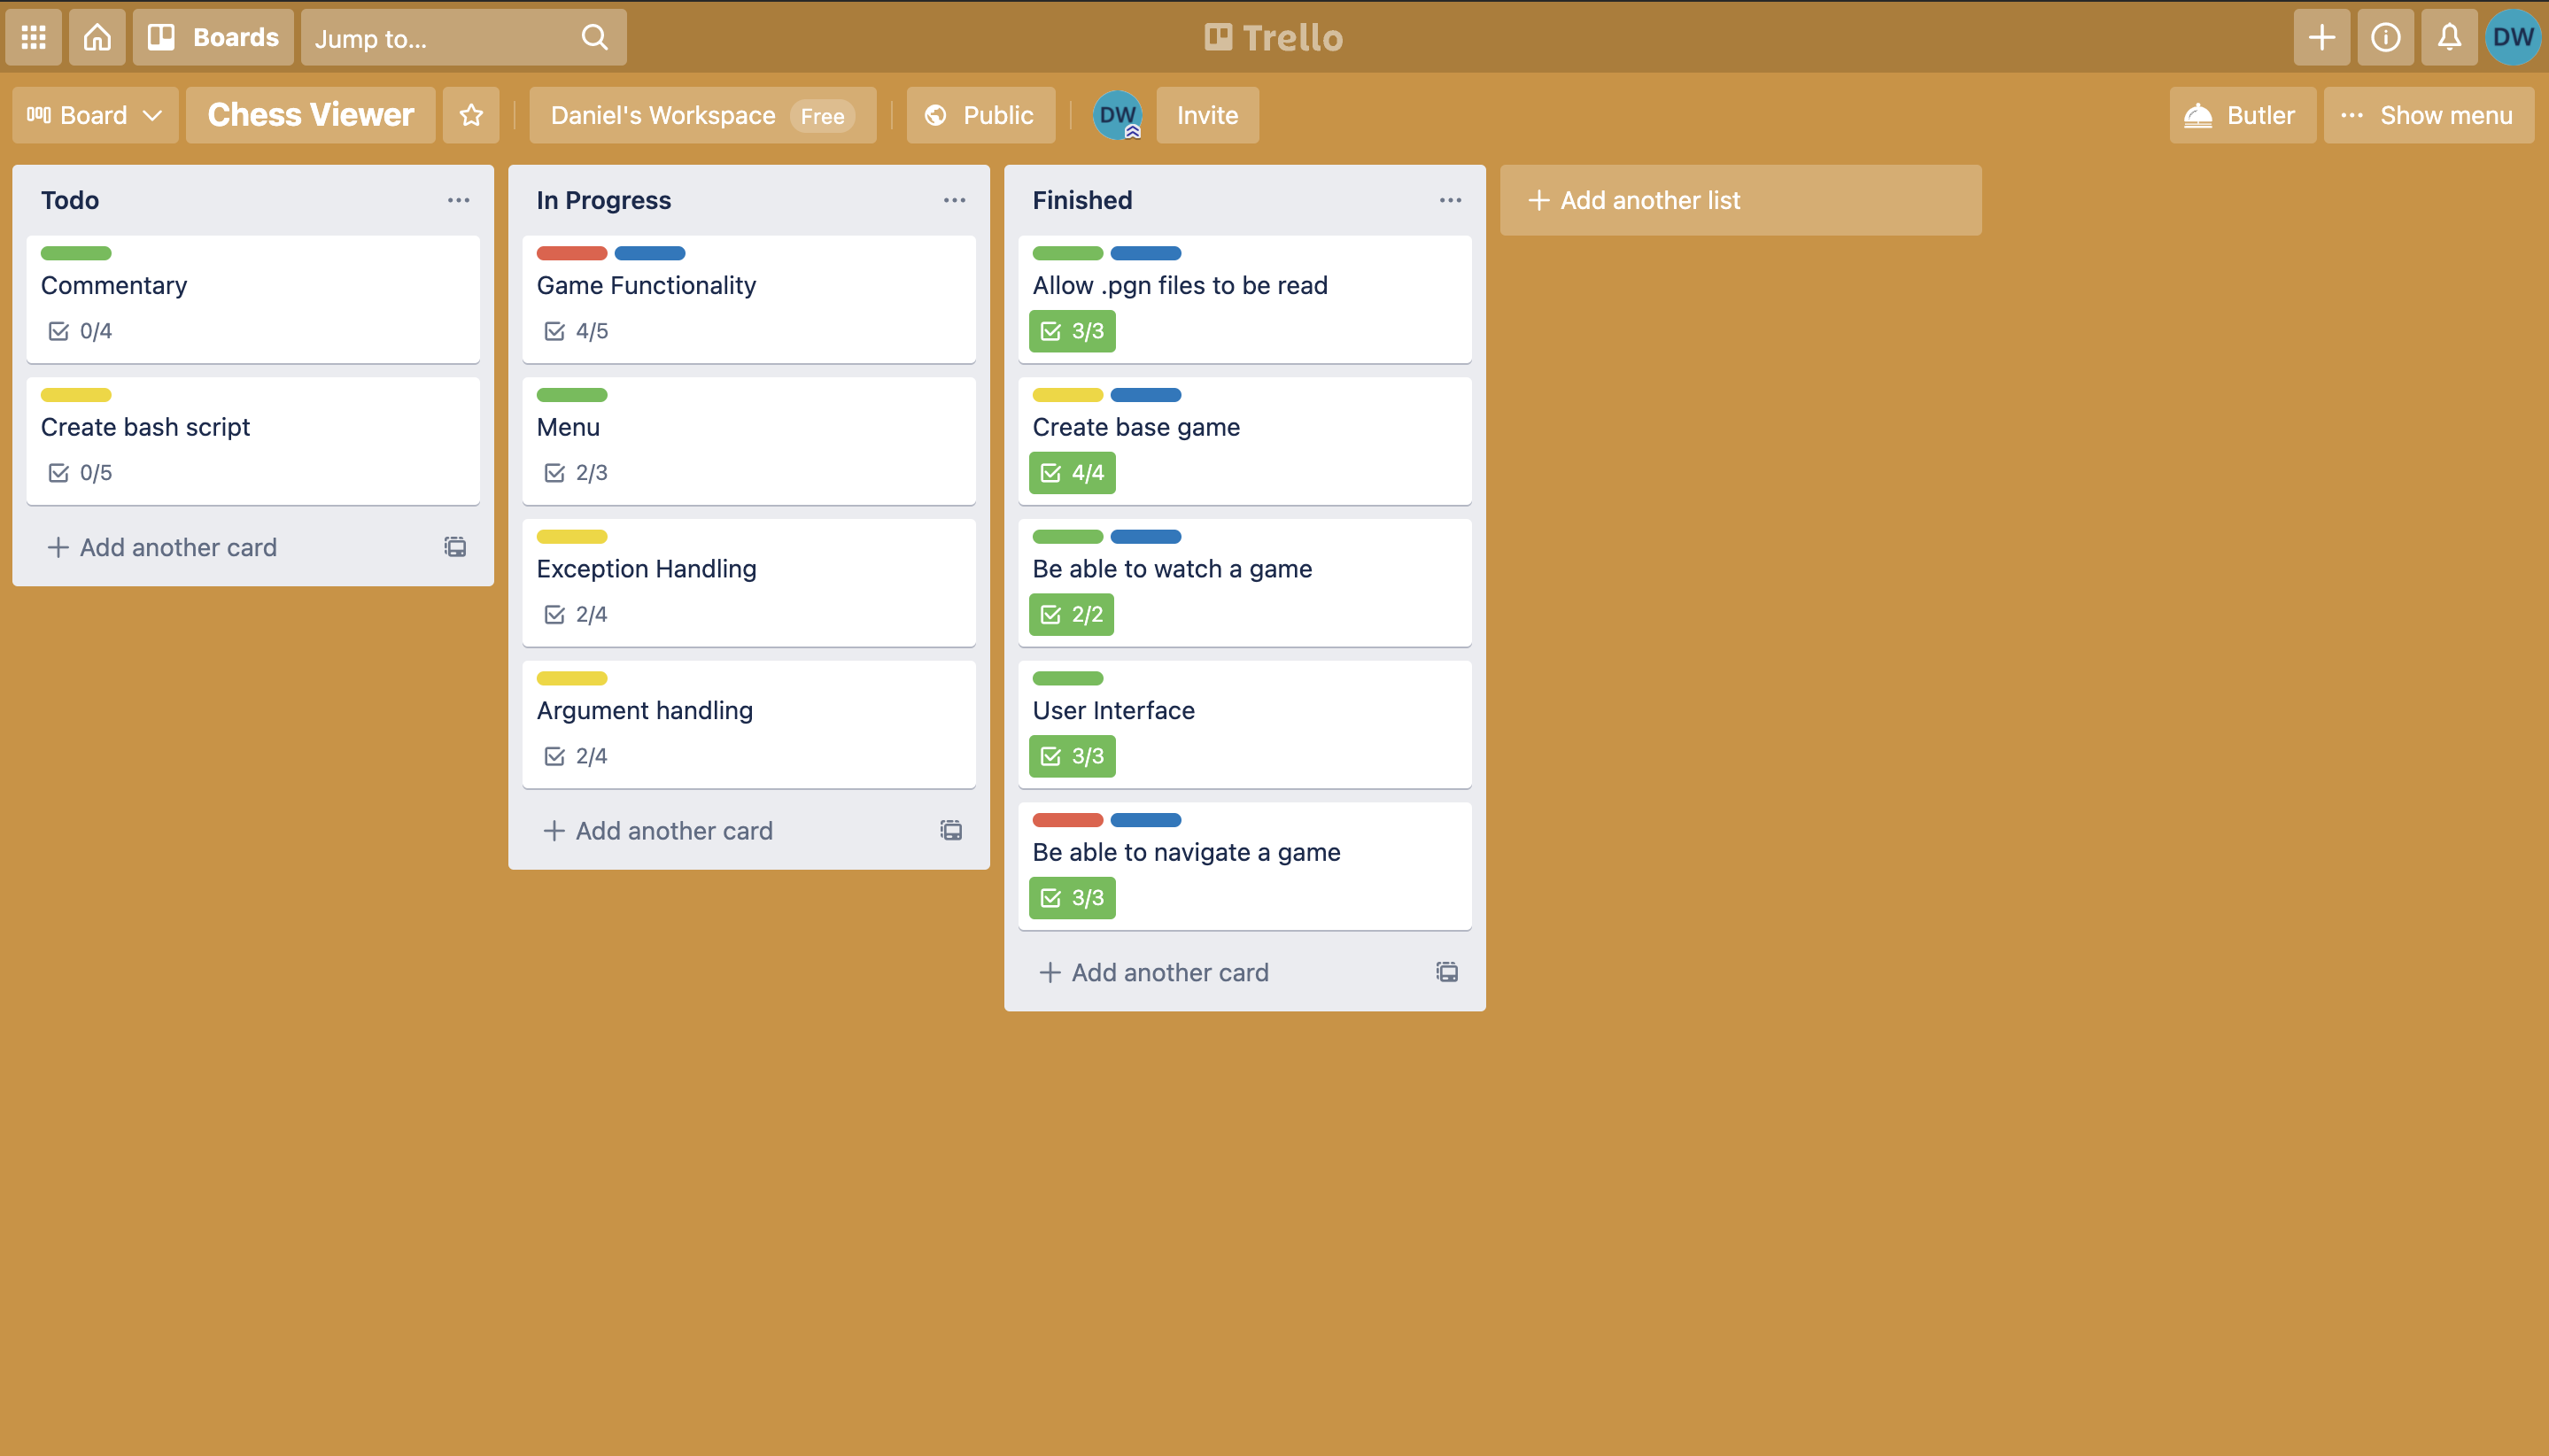 Boards
Jump to...
Trello
DW
Board
Chess Viewer
Daniel's Workspace Free
Public
DW
Invite
Butler
... Show menu
Todo
Commentary
0/4
Create bash script
0/5
+ Add another card
In Progress
Game Functionality
4/5
Menu
2/3
Exception Handling
2/4
Argument handling
2/4
+ Add another card
Finished
Allow .pgn files to be read
3/3
Create base game
4/4
Be able to watch a game
2/2
User Interface
3/3
Be able to navigate a game
3/3
+ Add another card
+ Add another list